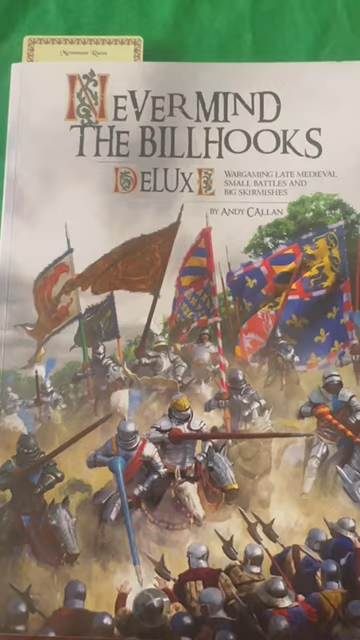 NEVERMIND
THE BILLHOOKS
DELUXE
WARGAMING LATE MEDIEVAL
SMALL BATTLES AND
BIG SKIRMISHES
BY ANDY CALLAN